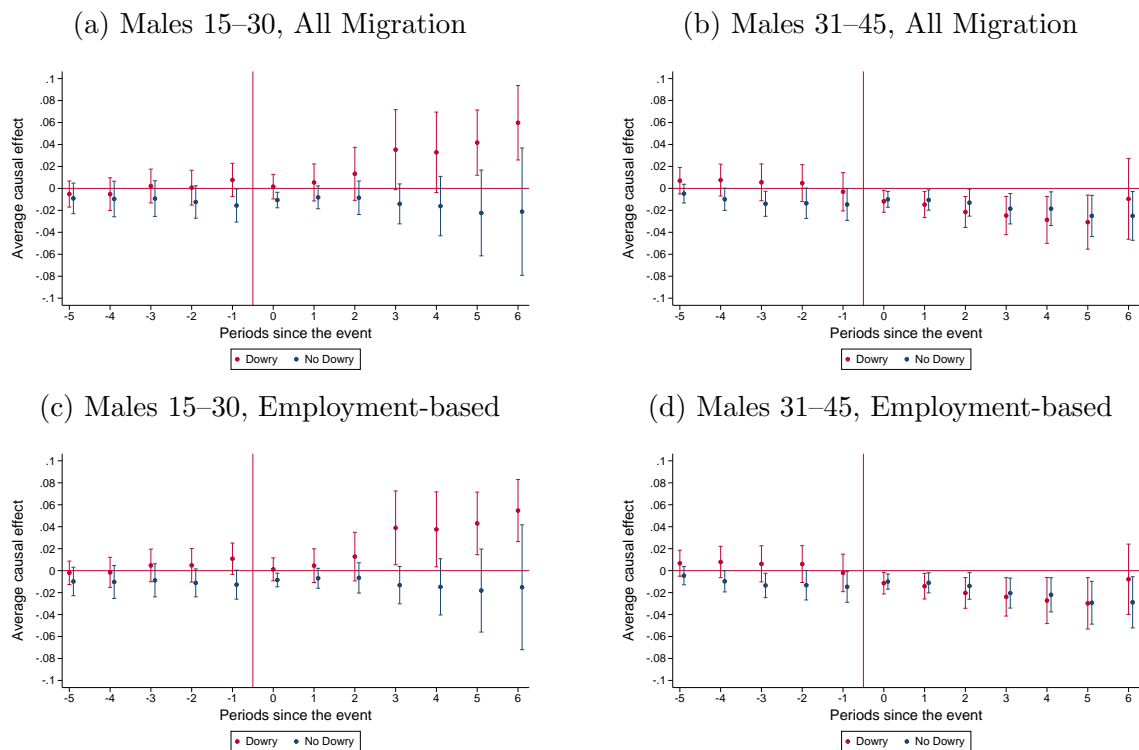 (a) Males 15–30, All Migration
Average causal effect
.1
.08
.06
.04
.02
0
-.02
-.04
-.06
-.08
-.1
-5 -4 -3 -2 -1 0 1 2 3 4 5 6
Periods since the event
Dowry No Dowry
(b) Males 31–45, All Migration
Average causal effect
.1
.08
.06
.04
.02
0
-.02
-.04
-.06
-.08
-.1
-5 -4 -3 -2 -1 0 1 2 3 4 5 6
Periods since the event
Dowry No Dowry
(c) Males 15–30, Employment-based
Average causal effect
.1
.08
.06
.04
.02
0
-.02
-.04
-.06
-.08
-.1
-5 -4 -3 -2 -1 0 1 2 3 4 5 6
Periods since the event
Dowry No Dowry
(d) Males 31–45, Employment-based
Average causal effect
.1
.08
.06
.04
.02
0
-.02
-.04
-.06
-.08
-.1
-5 -4 -3 -2 -1 0 1 2 3 4 5 6
Periods since the event
Dowry No Dowry